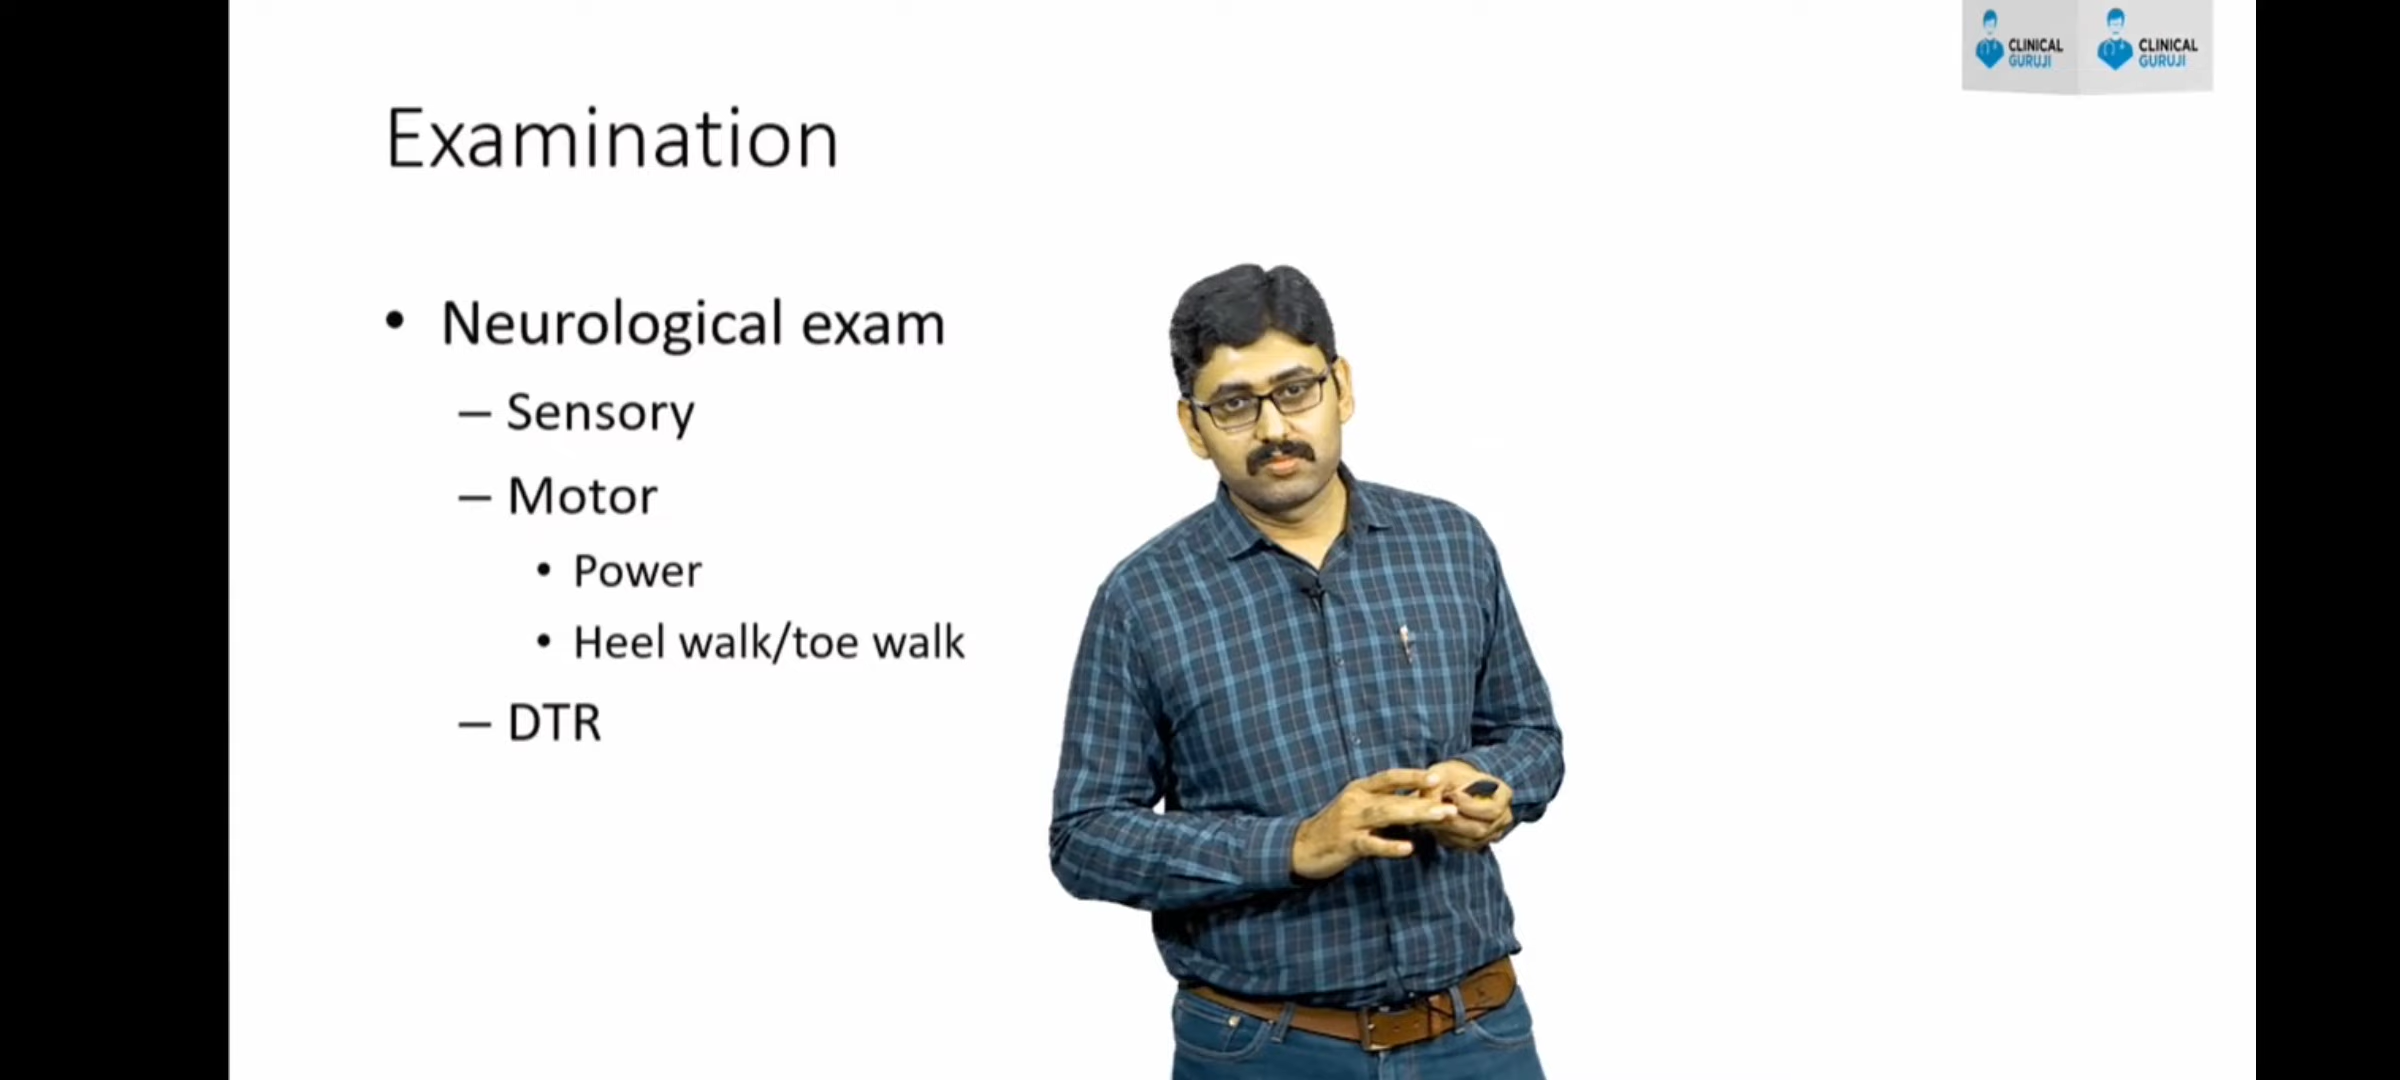 CLINICAL GURUJI
CLINICAL GURUJI
Examination
• Neurological exam
– Sensory
– Motor
• Power
• Heel walk/toe walk
– DTR